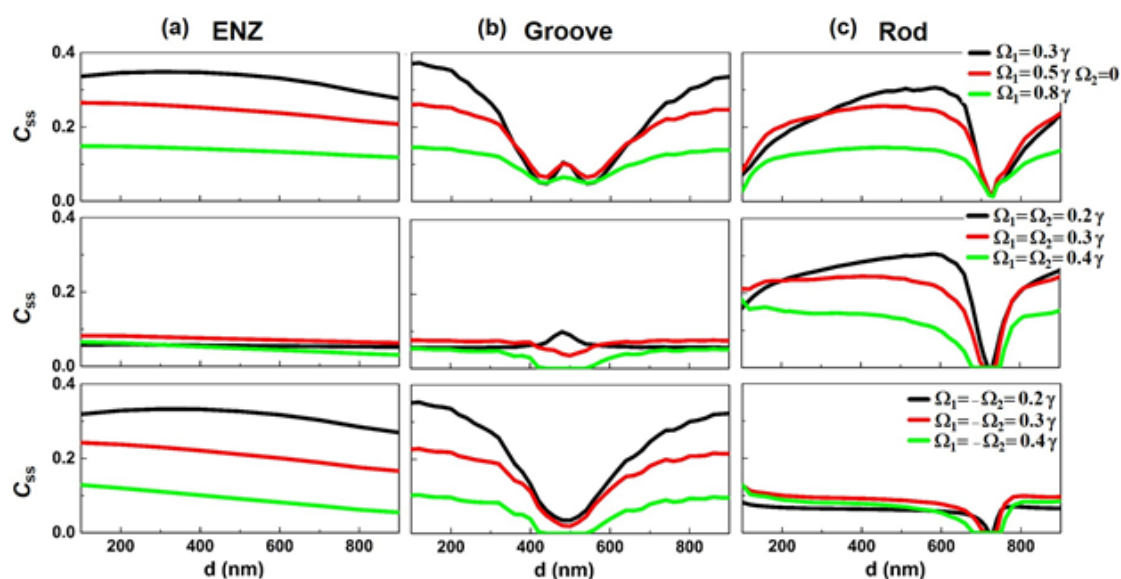 (a) ENZ
(b) Groove
(c) Rod
Css
0.4
0.2
0.0
Ω₁=0.3γ
Ω₁=0.5γ Ω₂=0
Ω₁=0.8γ
Css
0.4
0.2
0.0
Ω₁=Ω₂=0.2γ
Ω₁=Ω₂=0.3γ
Ω₁=Ω₂=0.4γ
Css
0.4
0.2
0.0
Ω₁=−Ω₂=0.2γ
Ω₁=−Ω₂=0.3γ
Ω₁=−Ω₂=0.4γ
200 400 600 800
200 400 600 800
200 400 600 800
d (nm)
d (nm)
d (nm)